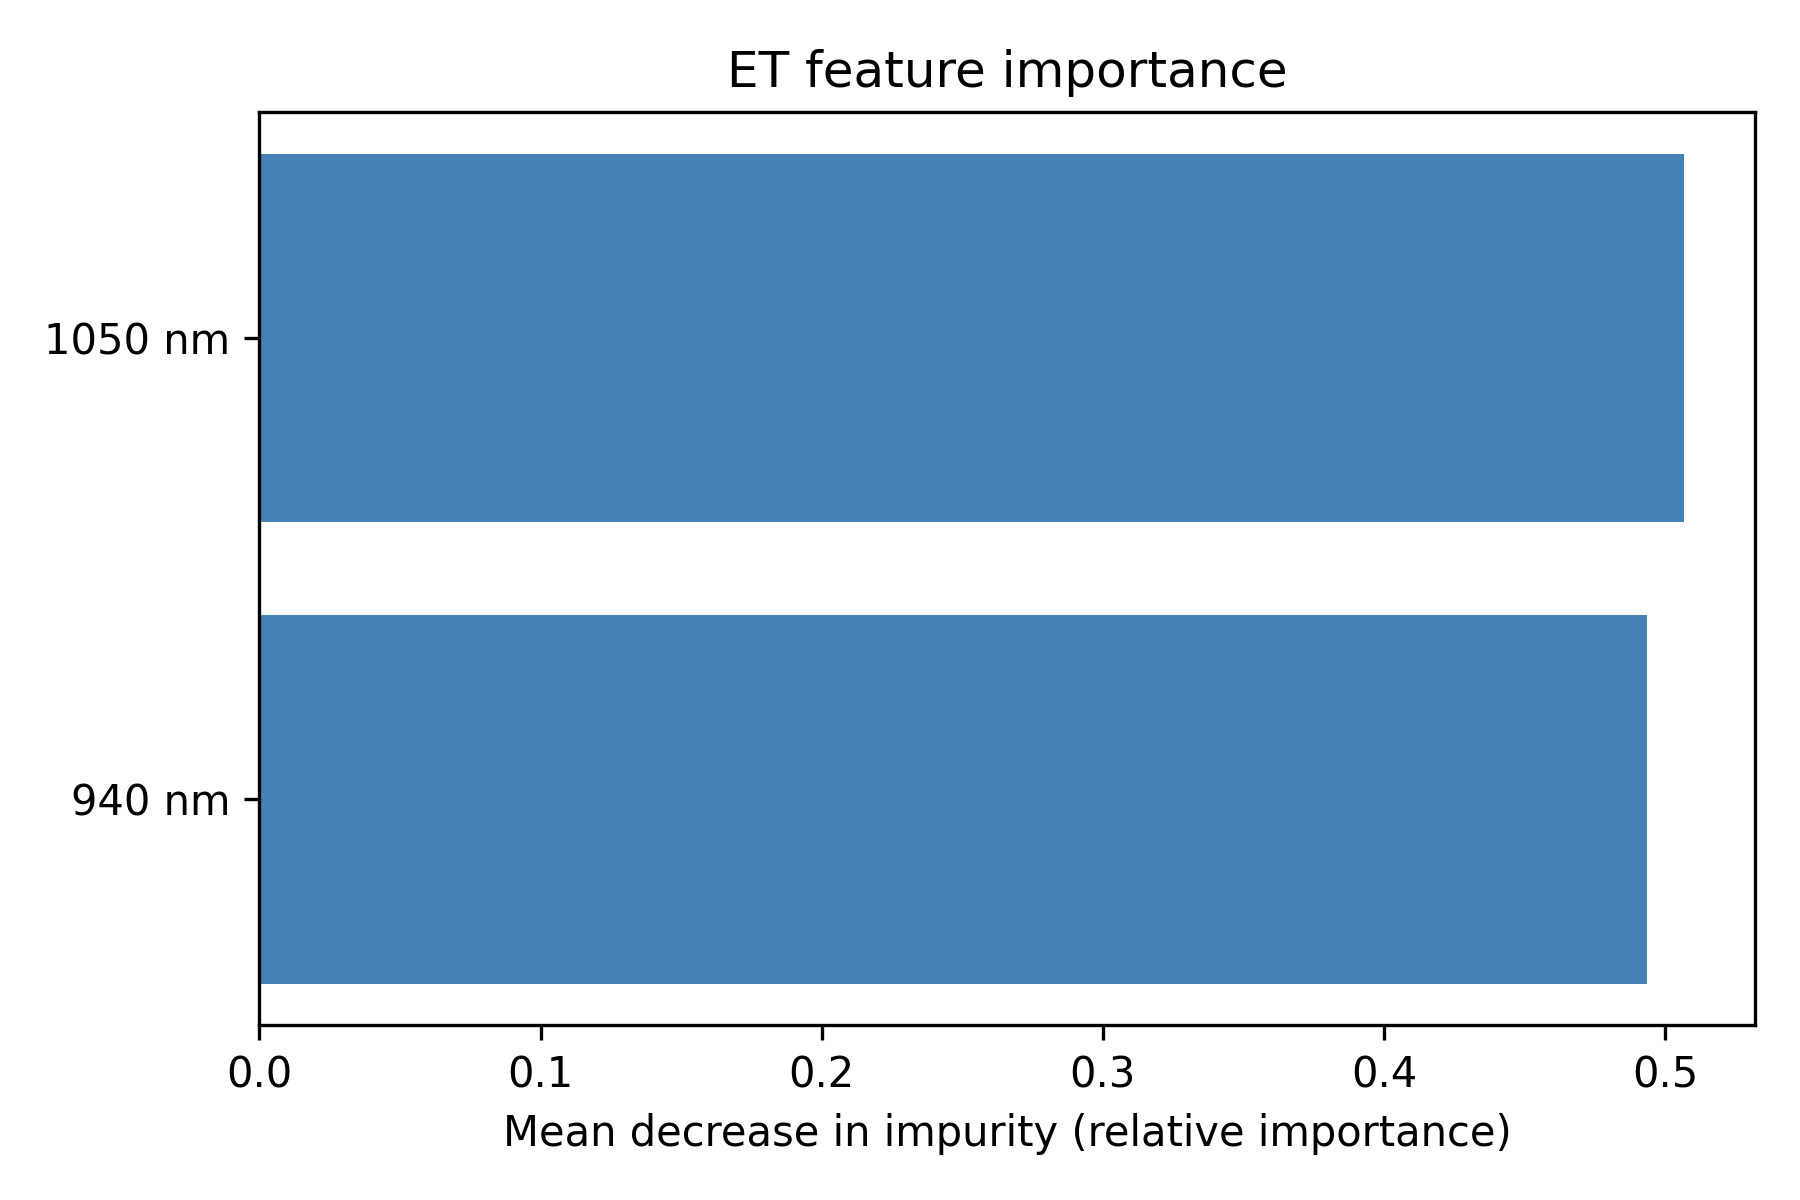 ET feature importance
1050 nm
940 nm
0.0 0.1 0.2 0.3 0.4 0.5
Mean decrease in impurity (relative importance)